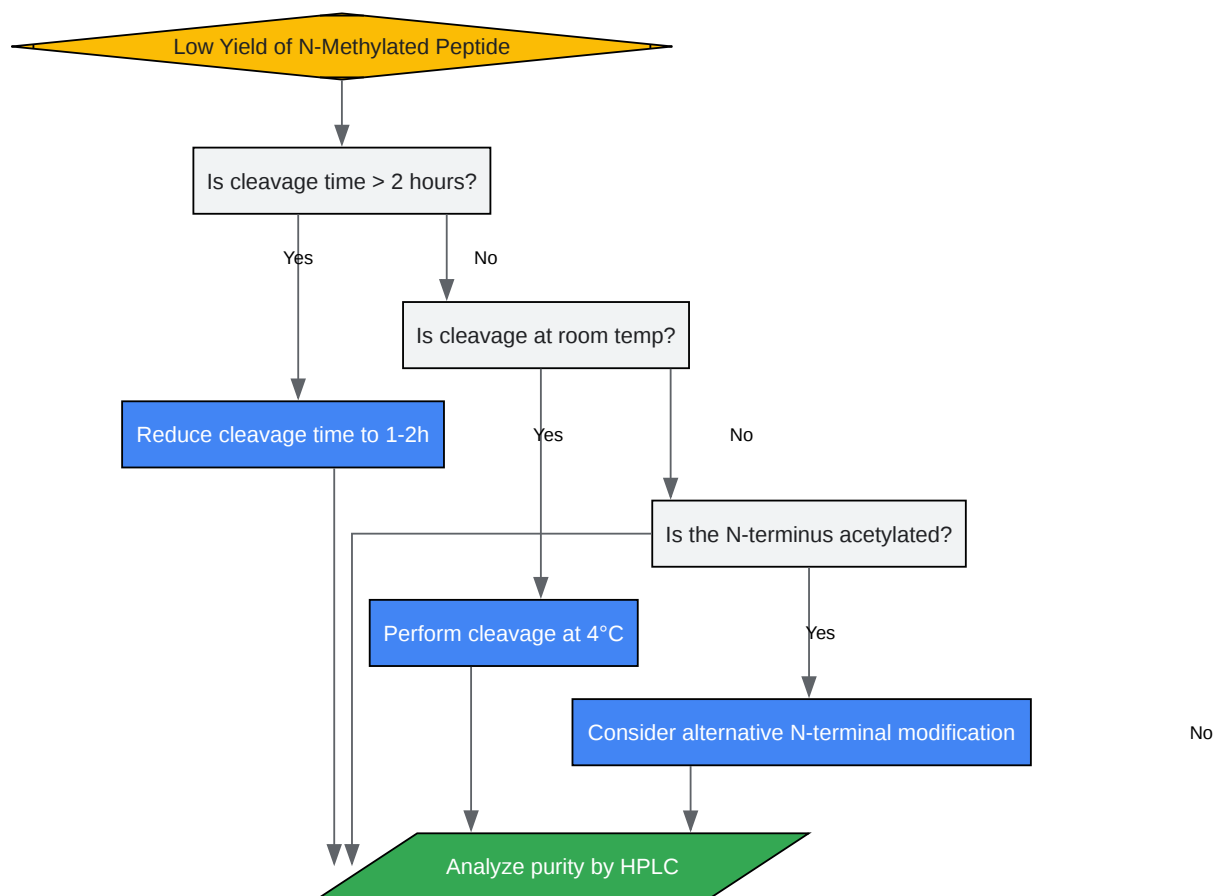 Low Yield of N-Methylated Peptide
Is cleavage time > 2 hours?
Yes
No
Is cleavage at room temp?
Reduce cleavage time to 1-2h
Yes
No
Is the N-terminus acetylated?
Perform cleavage at 4°C
Yes
Consider alternative N-terminal modification
No
Analyze purity by HPLC